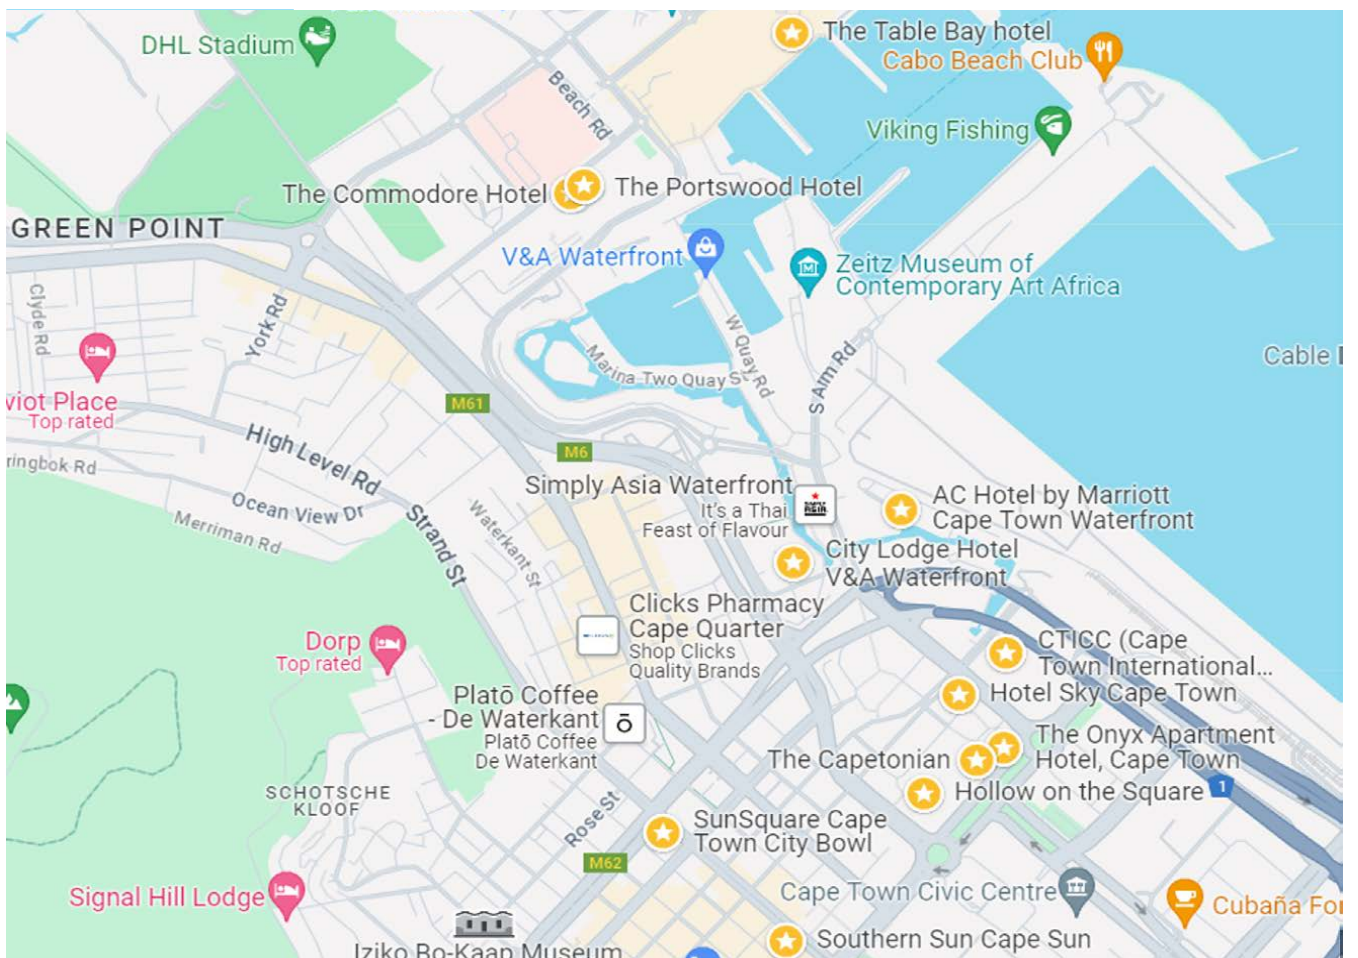 The Table Bay hotel
DHL Stadium
Cabo Beach Club
Beach Rd
Viking Fishing
The Commodore Hotel
The Portswood Hotel
GREEN POINT
V&A Waterfront
Zeitz Museum of
Contemporary Art Africa
Clyde Rd
York Rd
W Quay Rd
Marina Two Quay St
S Arm Rd
Cable
viot Place
Top rated
M61
High Level Rd
ringbok Rd
M6
Ocean View Dr
Merriman Rd
Strand St
Waterkant St
Simply Asia Waterfront
It's a Thai
Feast of Flavour
SIMPLY
ASIA
AC Hotel by Marriott
Cape Town Waterfront
City Lodge Hotel
V&A Waterfront
Clicks Pharmacy
Cape Quarter
Shop Clicks
Quality Brands
Dorp
Top rated
CTICC (Cape
Town International...
Hotel Sky Cape Town
Platō Coffee
- De Waterkant
Platō Coffee
De Waterkant
ō
The Onyx Apartment
Hotel, Cape Town
The Capetonian
Hollow on the Square
1
SCHOTSCHE
KLOOF
Rose St
SunSquare Cape
Town City Bowl
M62
Signal Hill Lodge
Cape Town Civic Centre
Cubaña For
Iziko Bo-Kaap Museum
Southern Sun Cape Sun